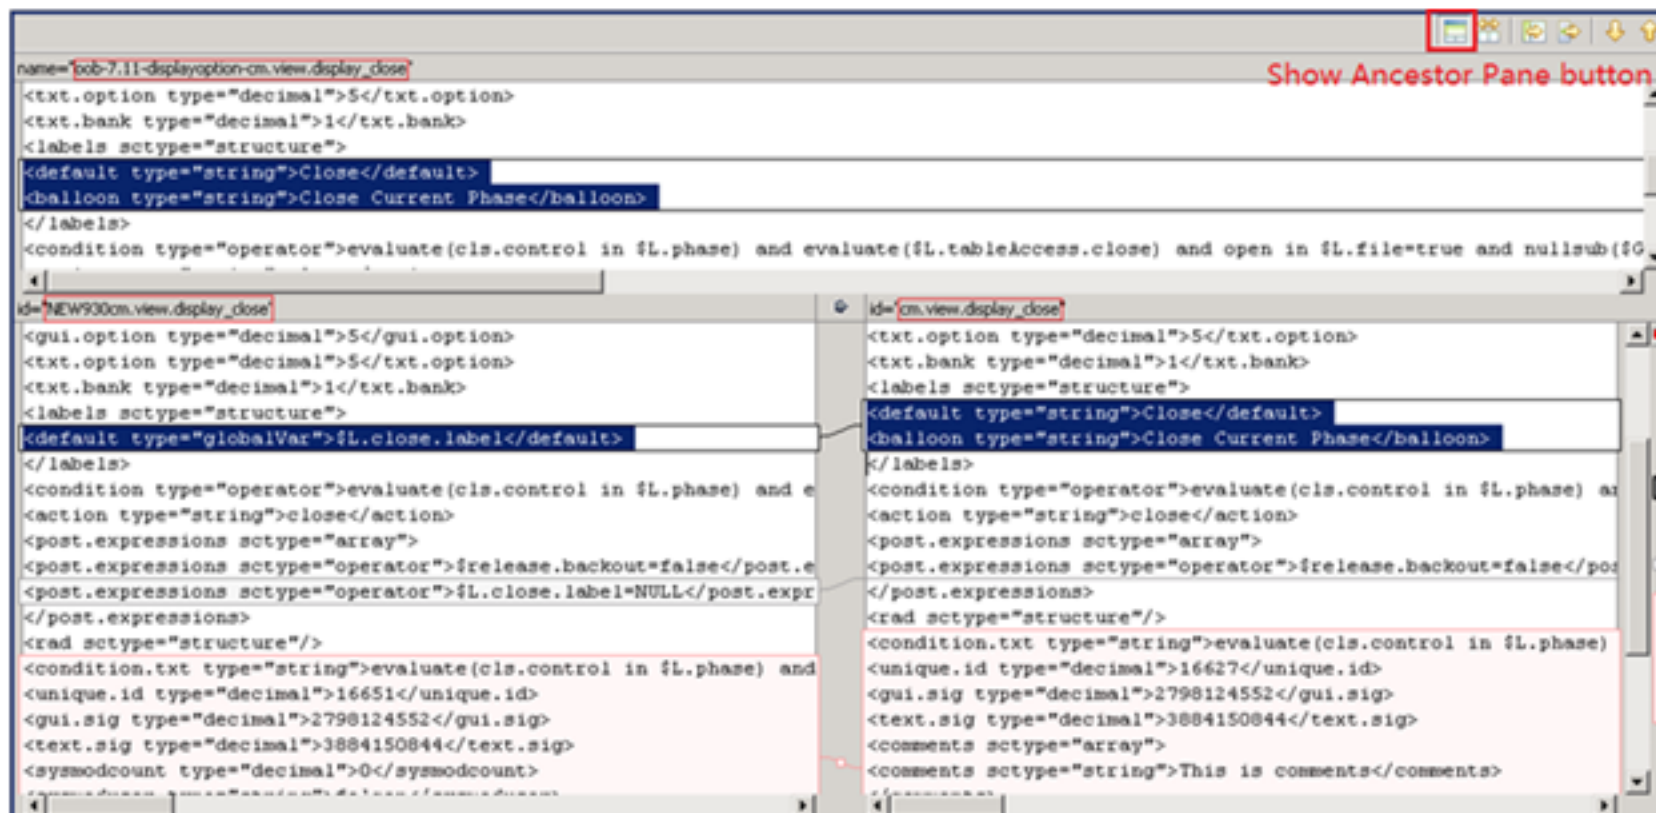 Show Ancestor Pane button
name="oob-7.11-displayoption-cm.view.display_close"
<txt.option type="decimal">5</txt.option>
<txt.bank type="decimal">1</txt.bank>
<labels sctype="structure">
<default type="string">Close</default>
<balloon type="string">Close Current Phase</balloon>
</labels>
<condition type="operator">evaluate(cls.control in $L.phase) and evaluate($L.tableAccess.close) and open in $L.file=true and nullsub($G
id="NEW930cm.view.display_close"
<gui.option type="decimal">5</gui.option>
<txt.option type="decimal">5</txt.option>
<txt.bank type="decimal">1</txt.bank>
<labels sctype="structure">
<default type="globalVar">$L.close.label</default>
</labels>
<condition type="operator">evaluate(cls.control in $L.phase) and e
<action type="string">close</action>
<post.expressions sctype="array">
<post.expressions sctype="operator">$release.backout=false</post.e
<post.expressions sctype="operator">$L.close.label=NULL</post.expr
</post.expressions>
<rad sctype="structure"/>
<condition.txt type="string">evaluate(cls.control in $L.phase) and
<unique.id type="decimal">16651</unique.id>
<gui.sig type="decimal">2798124552</gui.sig>
<text.sig type="decimal">3884150844</text.sig>
<sysmodcount type="decimal">0</sysmodcount>
id="cm.view.display_close"
<txt.option type="decimal">5</txt.option>
<txt.bank type="decimal">1</txt.bank>
<labels sctype="structure">
<default type="string">Close</default>
<balloon type="string">Close Current Phase</balloon>
</labels>
<condition type="operator">evaluate(cls.control in $L.phase) an
<action type="string">close</action>
<post.expressions sctype="array">
<post.expressions sctype="operator">$release.backout=false</pos
</post.expressions>
<rad sctype="structure"/>
<condition.txt type="string">evaluate(cls.control in $L.phase)
<unique.id type="decimal">16627</unique.id>
<gui.sig type="decimal">2798124552</gui.sig>
<text.sig type="decimal">3884150844</text.sig>
<comments sctype="array">
<comments sctype="string">This is comments</comments>